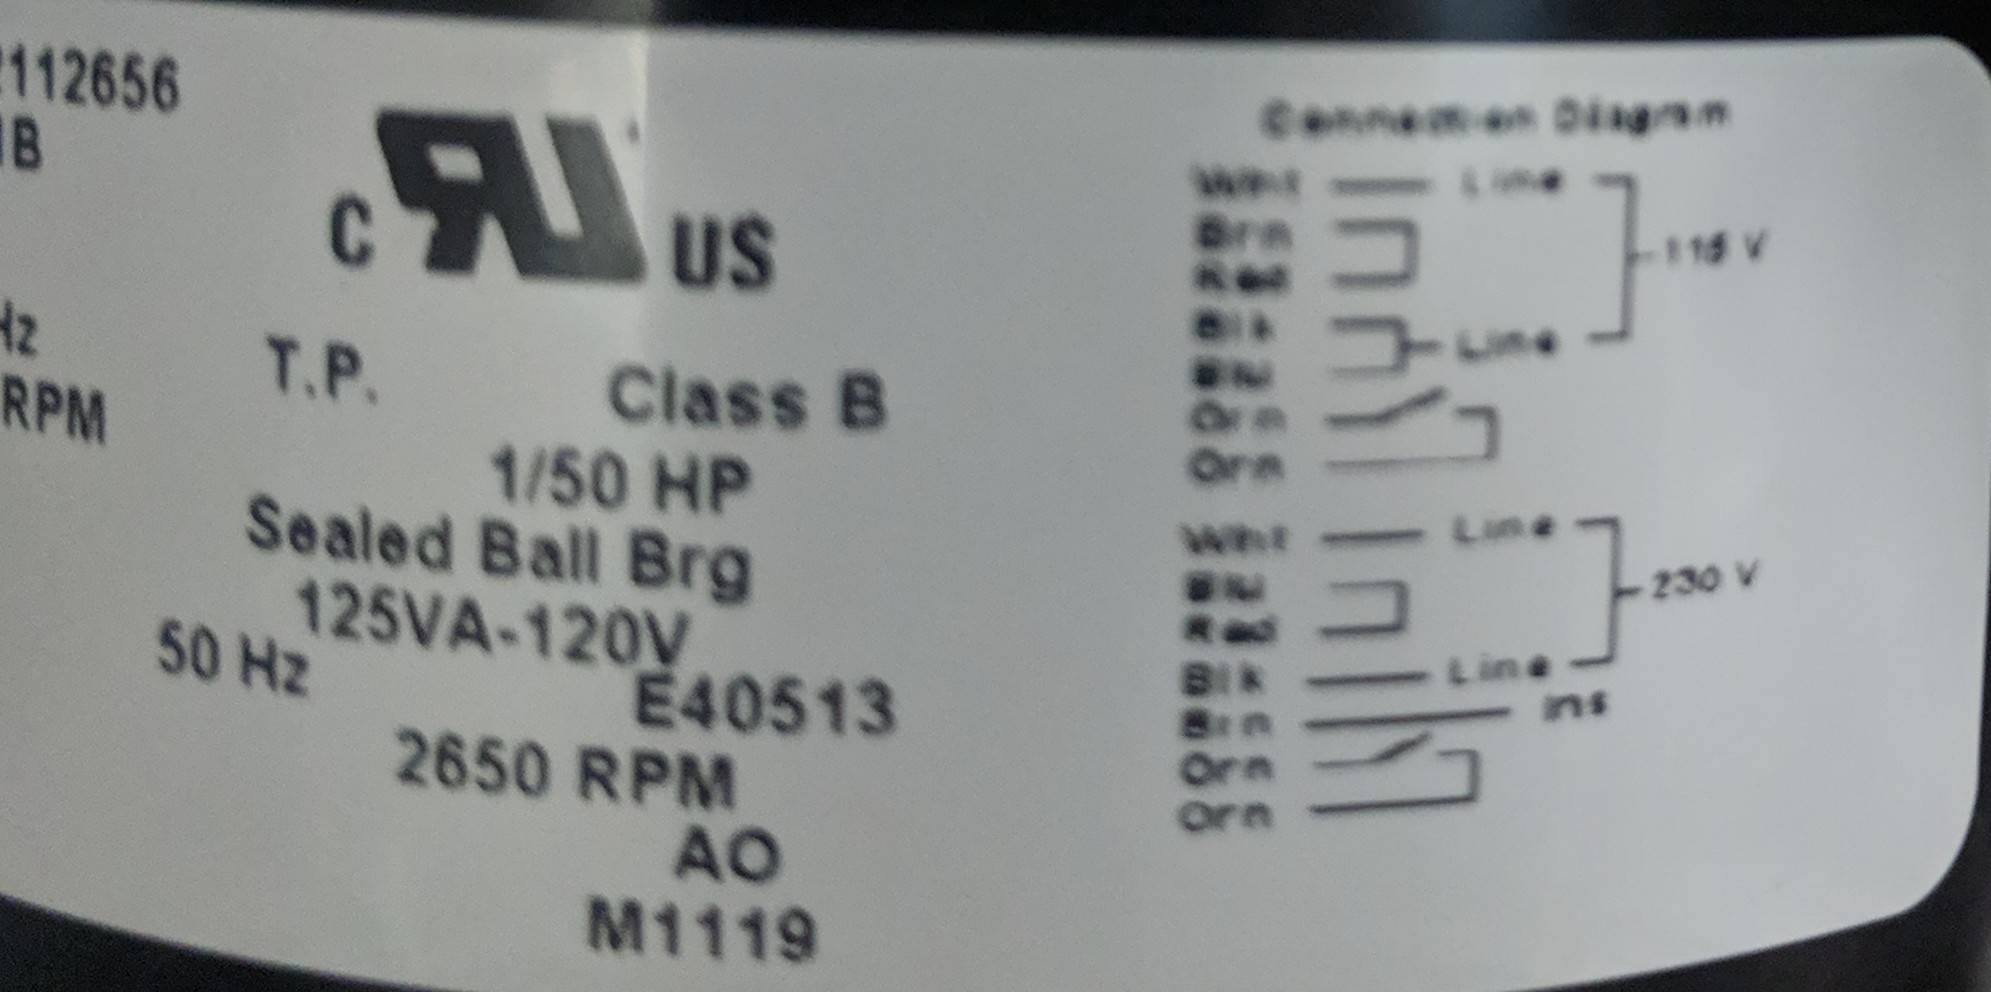 112656
B
C RU US
Hz
RPM
T.P. Class B
1/50 HP
Sealed Ball Brg
125VA-120V
50 Hz
E40513
2650 RPM
AO
M1119
Connection Diagram
Wht Line
Brn
Red
115 V
Blk
Line
Blu
Orn
Orn
Wht Line
Blu
Red
230 V
Blk Line
Brn ins
Orn
Orn